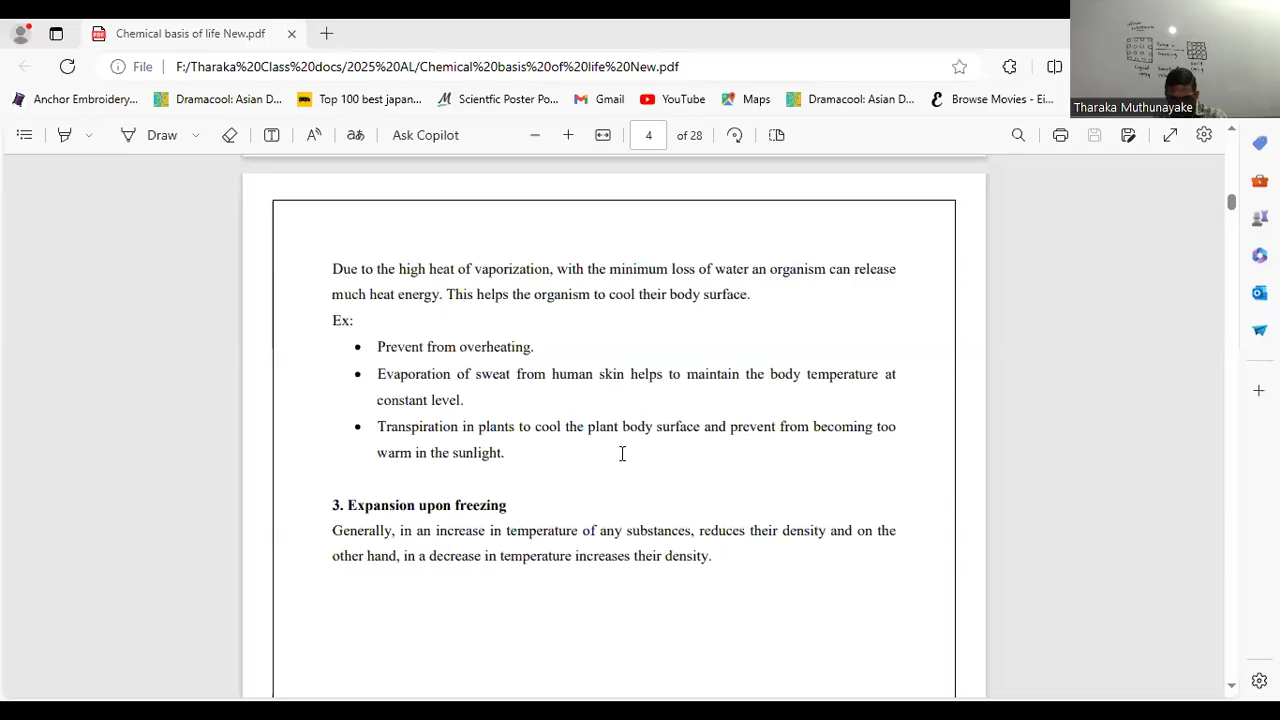 Chemical basis of life New.pdf
File
F:/Tharaka%20Class%20docs/2025%20AL/Chemical%20basis%20of%20life%20New.pdf
Anchor Embroidery...
Dramacool: Asian D...
Top 100 best japan...
Scientfic Poster Po...
Gmail
YouTube
Maps
Dramacool: Asian D...
Browse Movies - Ei...
Tharaka Muthunayake
Draw
Ask Copilot
4 of 28
Due to the high heat of vaporization, with the minimum loss of water an organism can release
much heat energy. This helps the organism to cool their body surface.
Ex:
• Prevent from overheating.
• Evaporation of sweat from human skin helps to maintain the body temperature at
constant level.
• Transpiration in plants to cool the plant body surface and prevent from becoming too
warm in the sunlight.
3. Expansion upon freezing
Generally, in an increase in temperature of any substances, reduces their density and on the
other hand, in a decrease in temperature increases their density.